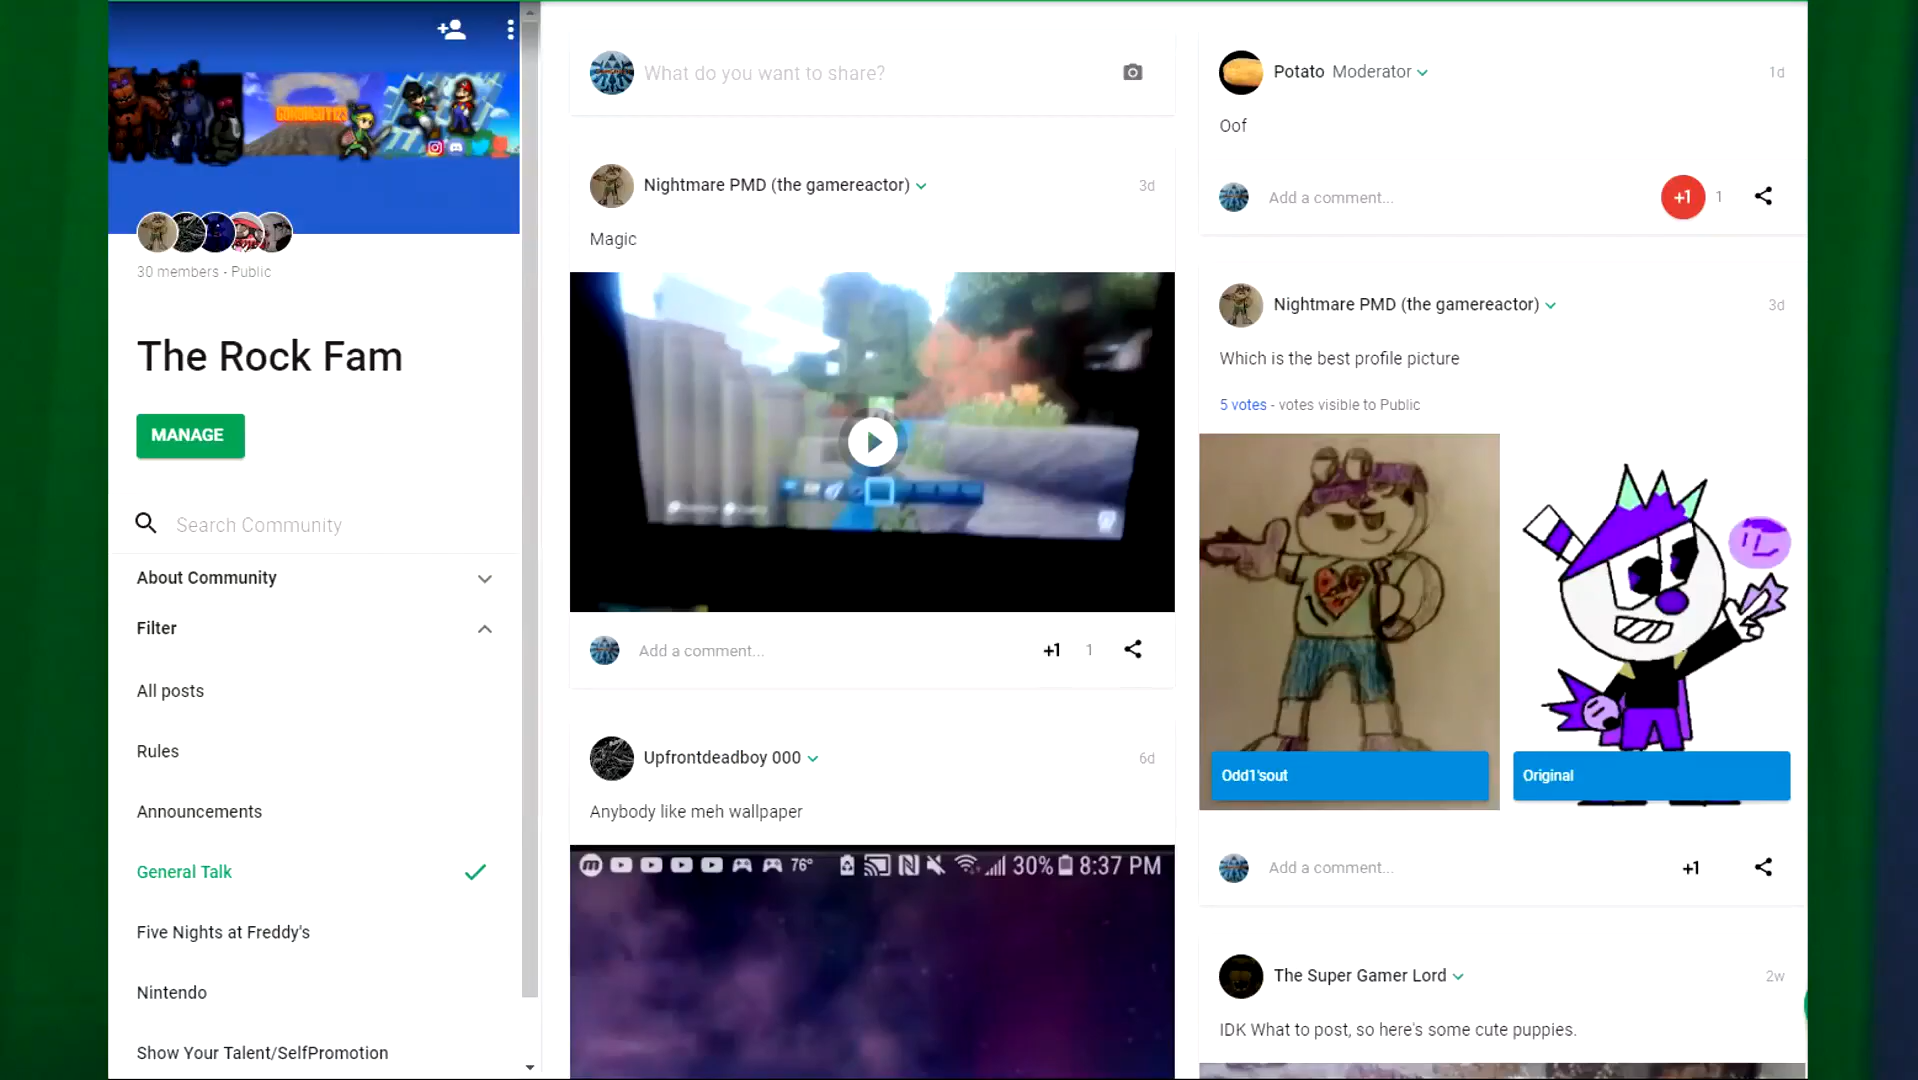 30 members - Public
The Rock Fam
MANAGE
Search Community
About Community
Filter
All posts
Rules
Announcements
General Talk
Five Nights at Freddy's
Nintendo
Show Your Talent/SelfPromotion
What do you want to share?
Nightmare PMD (the gamereactor)
3d
Magic
Add a comment...
+1
1
Upfrontdeadboy 000
6d
Anybody like meh wallpaper
76°
30%
8:37 PM
Potato Moderator
1d
Oof
Add a comment...
+1
1
Nightmare PMD (the gamereactor)
3d
Which is the best profile picture
5 votes - votes visible to Public
Odd1'sout
Original
Add a comment...
+1
The Super Gamer Lord
2w
IDK What to post, so here's some cute puppies.